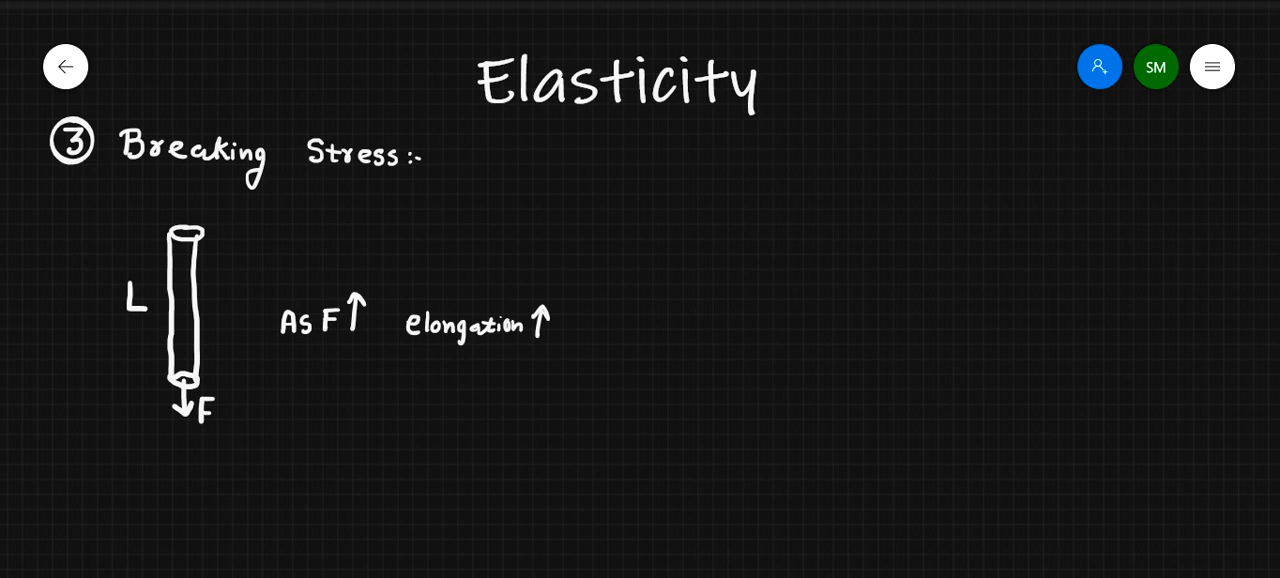 Elasticity
SM
③ Breaking Stress :-
L
As F↑ elongation ↑
F